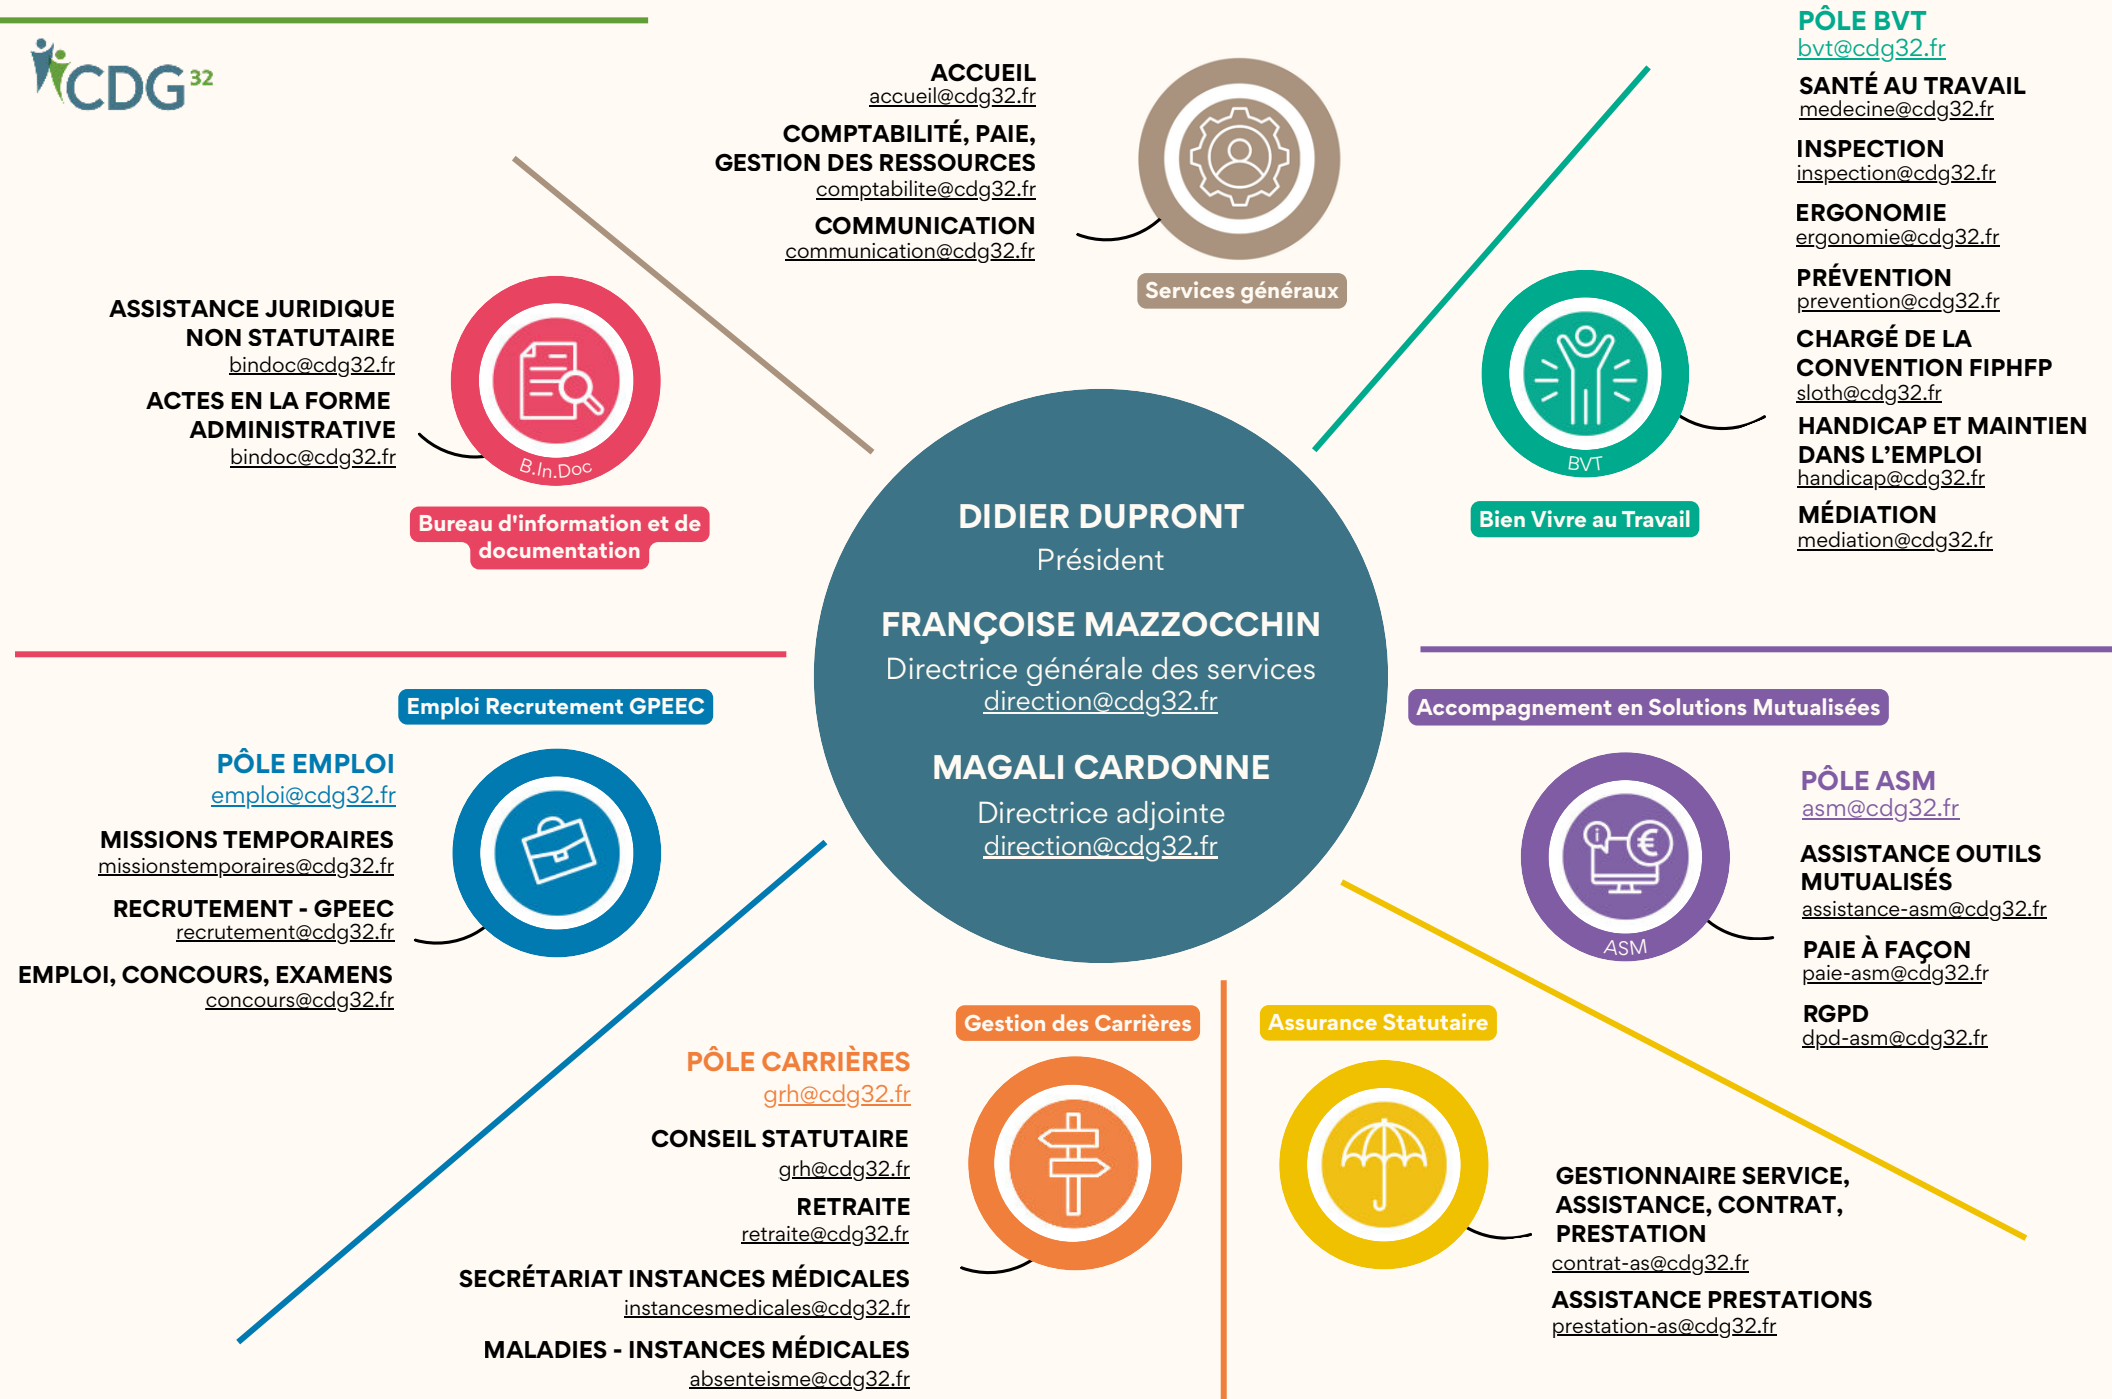 CDG 32
ACCUEIL
accueil@cdg32.fr
COMPTABILITÉ, PAIE,
GESTION DES RESSOURCES
comptabilite@cdg32.fr
COMMUNICATION
communication@cdg32.fr
Services généraux
PÔLE BVT
bvt@cdg32.fr
SANTÉ AU TRAVAIL
medecine@cdg32.fr
INSPECTION
inspection@cdg32.fr
ERGONOMIE
ergonomie@cdg32.fr
PRÉVENTION
prevention@cdg32.fr
CHARGÉ DE LA
CONVENTION FIPHFP
sloth@cdg32.fr
HANDICAP ET MAINTIEN
DANS L'EMPLOI
handicap@cdg32.fr
MÉDIATION
mediation@cdg32.fr
BVT
Bien Vivre au Travail
ASSISTANCE JURIDIQUE
NON STATUTAIRE
bindoc@cdg32.fr
ACTES EN LA FORME
ADMINISTRATIVE
bindoc@cdg32.fr
B.In.Doc
Bureau d'information et de
documentation
DIDIER DUPRONT
Président
FRANÇOISE MAZZOCCHIN
Directrice générale des services
direction@cdg32.fr
MAGALI CARDONNE
Directrice adjointe
direction@cdg32.fr
Emploi Recrutement GPEEC
PÔLE EMPLOI
emploi@cdg32.fr
MISSIONS TEMPORAIRES
missionstemporaires@cdg32.fr
RECRUTEMENT - GPEEC
recrutement@cdg32.fr
EMPLOI, CONCOURS, EXAMENS
concours@cdg32.fr
Accompagnement en Solutions Mutualisées
PÔLE ASM
asm@cdg32.fr
ASSISTANCE OUTILS
MUTUALISÉS
assistance-asm@cdg32.fr
PAIE À FAÇON
paie-asm@cdg32.fr
RGPD
dpd-asm@cdg32.fr
i €
ASM
Gestion des Carrières
PÔLE CARRIÈRES
grh@cdg32.fr
CONSEIL STATUTAIRE
grh@cdg32.fr
RETRAITE
retraite@cdg32.fr
SECRÉTARIAT INSTANCES MÉDICALES
instancesmedicales@cdg32.fr
MALADIES - INSTANCES MÉDICALES
absenteisme@cdg32.fr
Assurance Statutaire
GESTIONNAIRE SERVICE,
ASSISTANCE, CONTRAT,
PRESTATION
contrat-as@cdg32.fr
ASSISTANCE PRESTATIONS
prestation-as@cdg32.fr